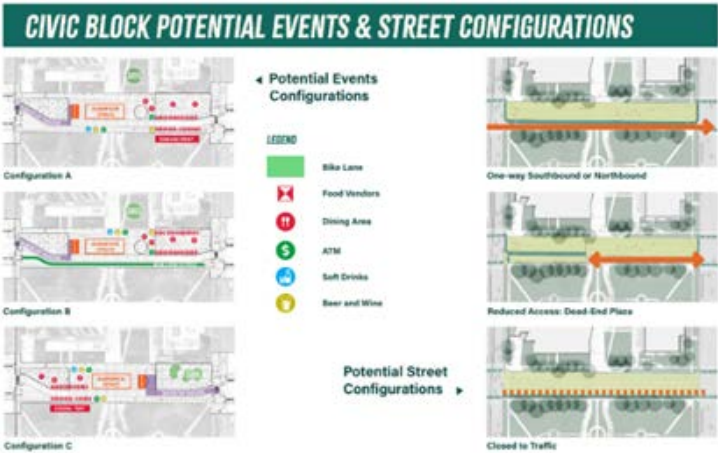 CIVIC BLOCK POTENTIAL EVENTS & STREET CONFIGURATIONS
Potential Events
Configurations
LEGEND
Bike Lane
Food Vendors
Dining Area
ATM
Soft Drinks
Beer and Wine
Configuration A
Configuration B
Configuration C
One-way Southbound or Northbound
Reduced Access: Dead-End Plaza
Potential Street
Configurations
Closed to Traffic